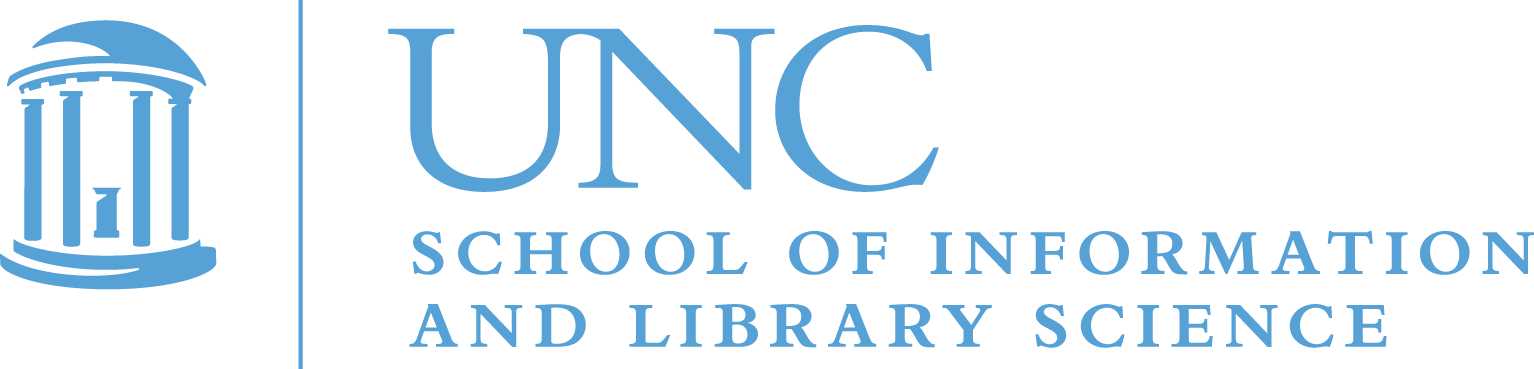 UNC
SCHOOL OF INFORMATION
AND LIBRARY SCIENCE